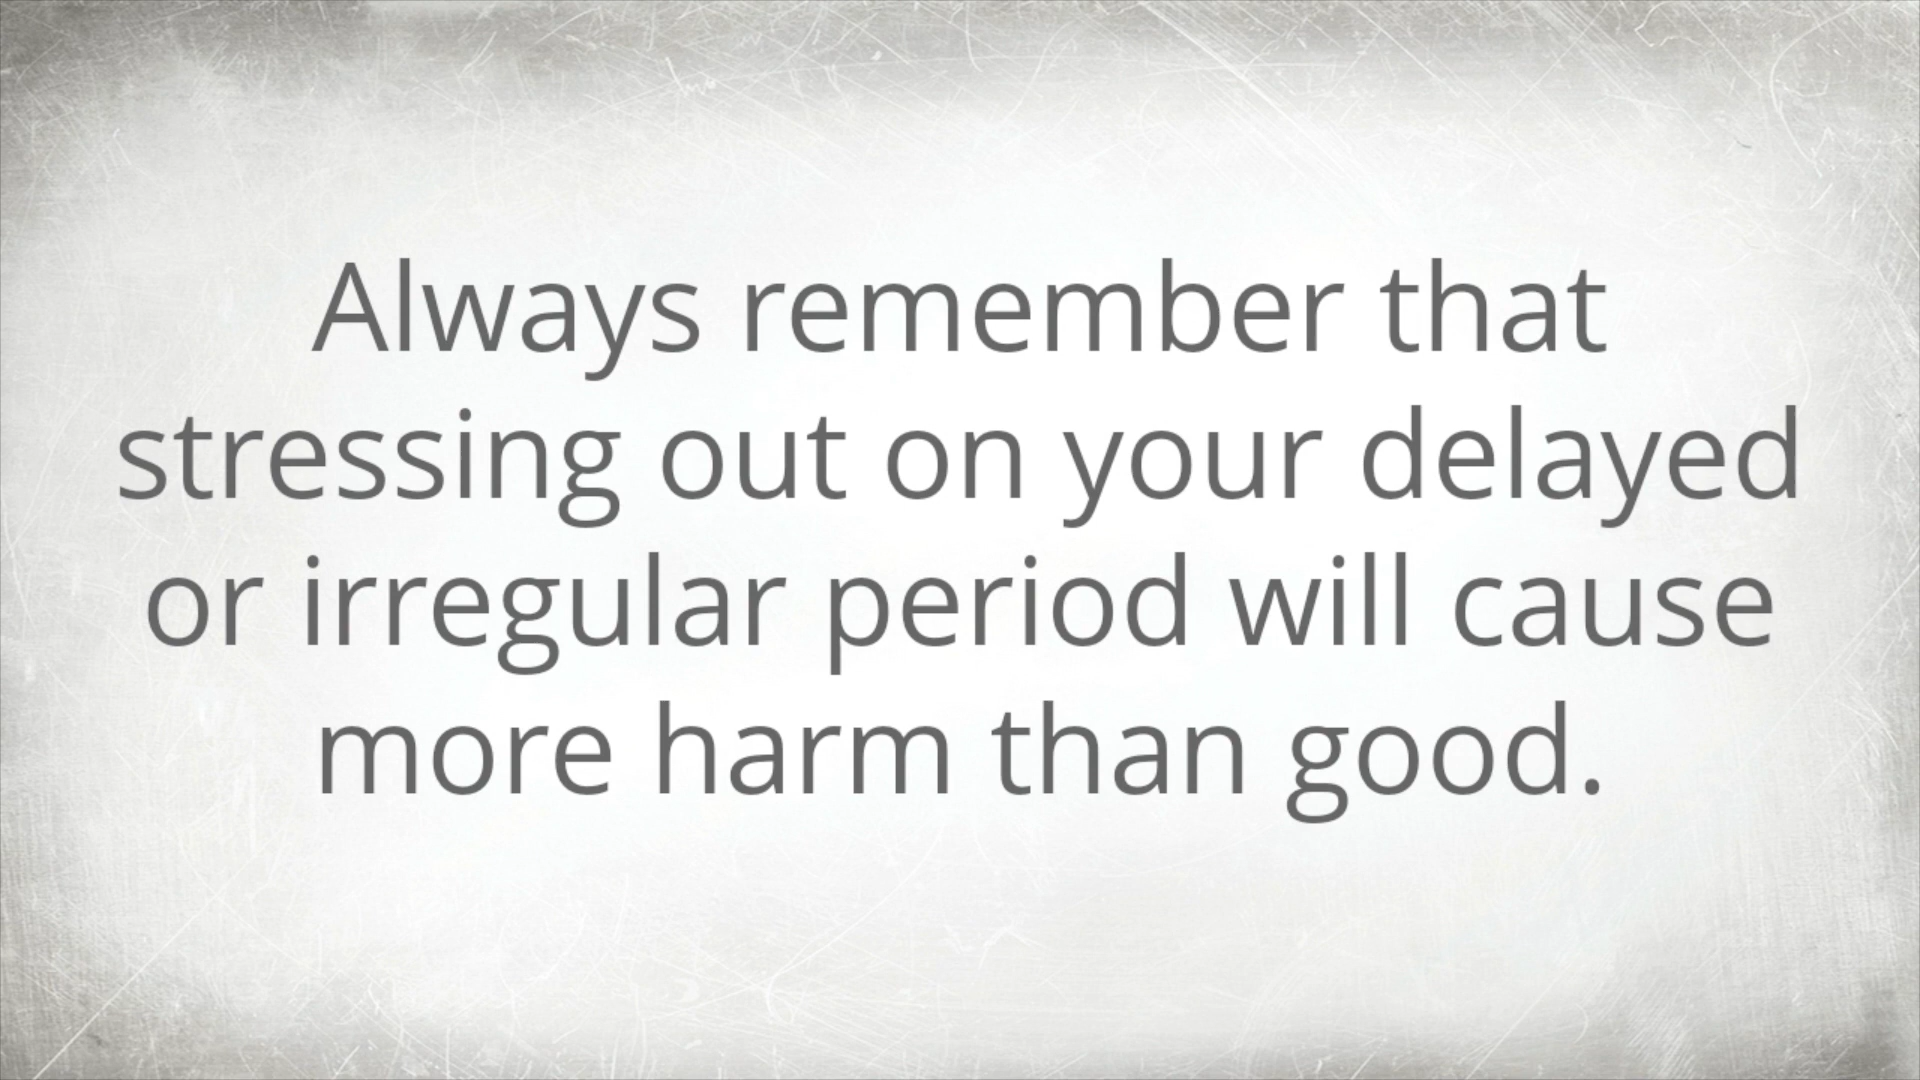 Always remember that
stressing out on your delayed
or irregular period will cause
more harm than good.